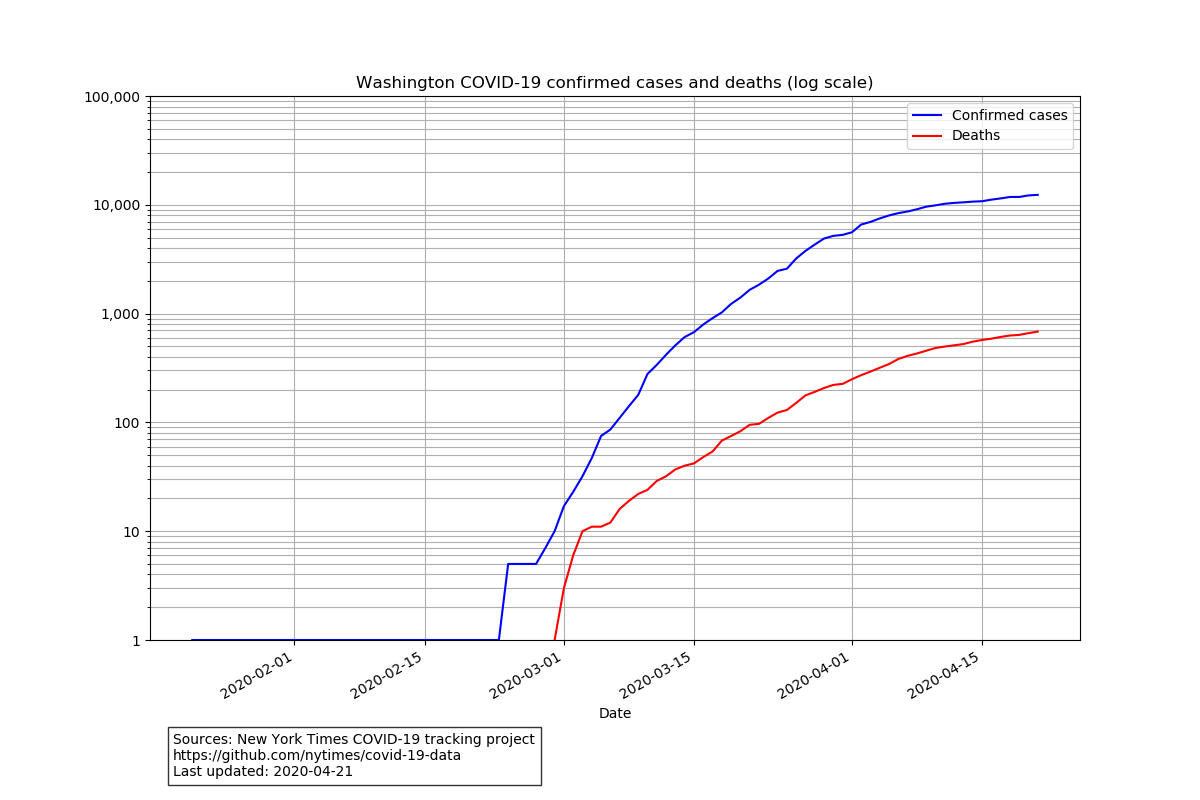 Washington COVID-19 confirmed cases and deaths (log scale)
100,000
10,000
1,000
100
10
1
Confirmed cases
Deaths
2020-02-01
2020-02-15
2020-03-01
2020-03-15
2020-04-01
2020-04-15
Date
Sources: New York Times COVID-19 tracking project
https://github.com/nytimes/covid-19-data
Last updated: 2020-04-21